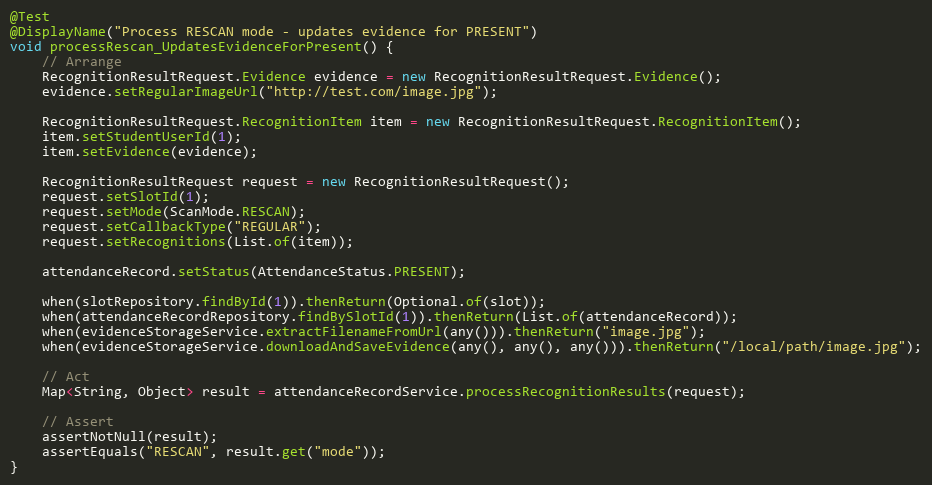 @Test
@DisplayName("Process RESCAN mode - updates evidence for PRESENT")
void processRescan_UpdatesEvidenceForPresent() {
    // Arrange
    RecognitionResultRequest.Evidence evidence = new RecognitionResultRequest.Evidence();
    evidence.setRegularImageUrl("http://test.com/image.jpg");

    RecognitionResultRequest.RecognitionItem item = new RecognitionResultRequest.RecognitionItem();
    item.setStudentUserId(1);
    item.setEvidence(evidence);

    RecognitionResultRequest request = new RecognitionResultRequest();
    request.setSlotId(1);
    request.setMode(ScanMode.RESCAN);
    request.setCallbackType("REGULAR");
    request.setRecognitions(List.of(item));

    attendanceRecord.setStatus(AttendanceStatus.PRESENT);

    when(slotRepository.findById(1)).thenReturn(Optional.of(slot));
    when(attendanceRecordRepository.findBySlotId(1)).thenReturn(List.of(attendanceRecord));
    when(evidenceStorageService.extractFilenameFromUrl(any())).thenReturn("image.jpg");
    when(evidenceStorageService.downloadAndSaveEvidence(any(), any(), any())).thenReturn("/local/path/image.jpg");

    // Act
    Map<String, Object> result = attendanceRecordService.processRecognitionResults(request);

    // Assert
    assertNotNull(result);
    assertEquals("RESCAN", result.get("mode"));
}